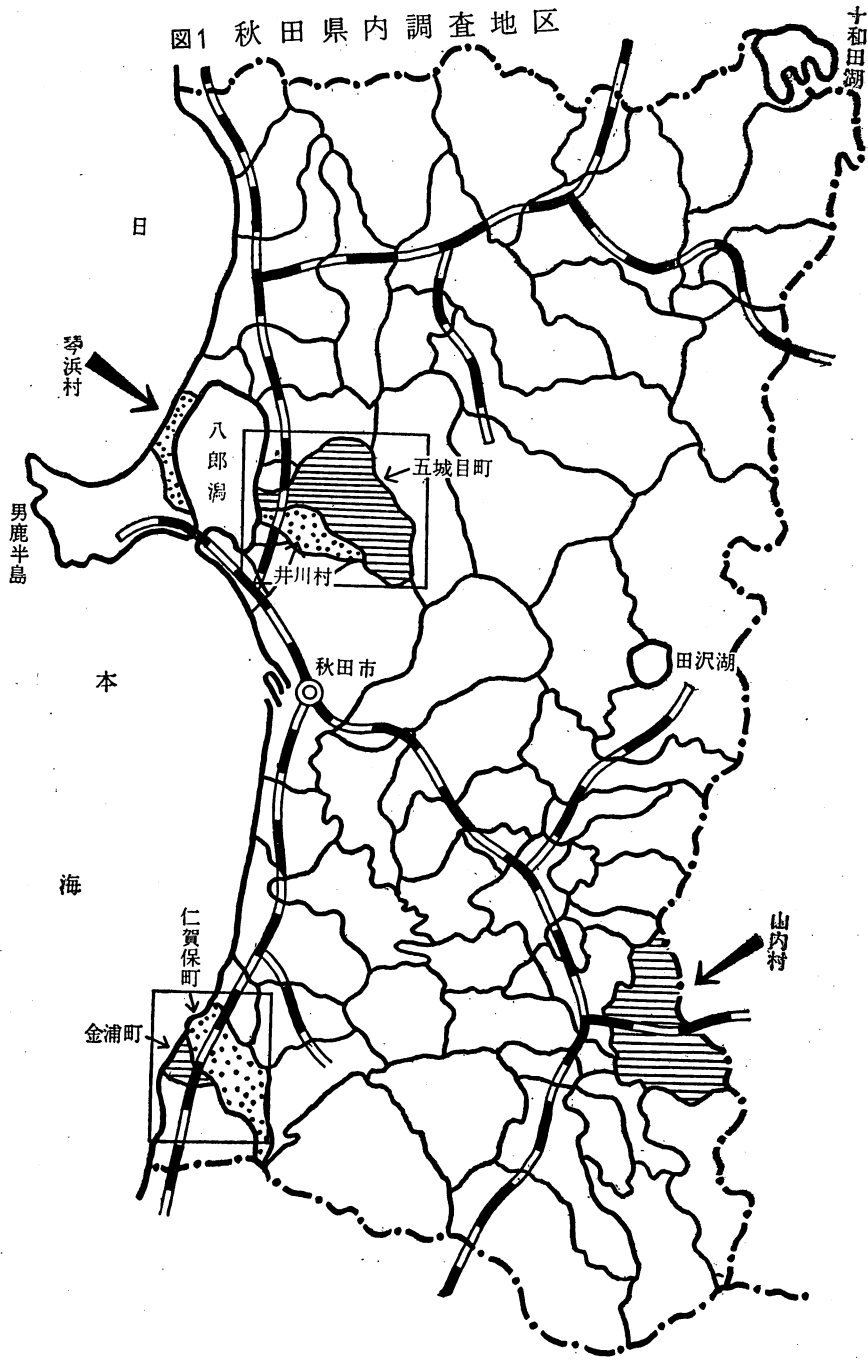 図1 秋田県内調査地区
十和田湖
日
本
海
琴浜村
八郎潟
五城目町
井川村
男鹿半島
秋田市
田沢湖
仁賀保町
金浦町
山内村